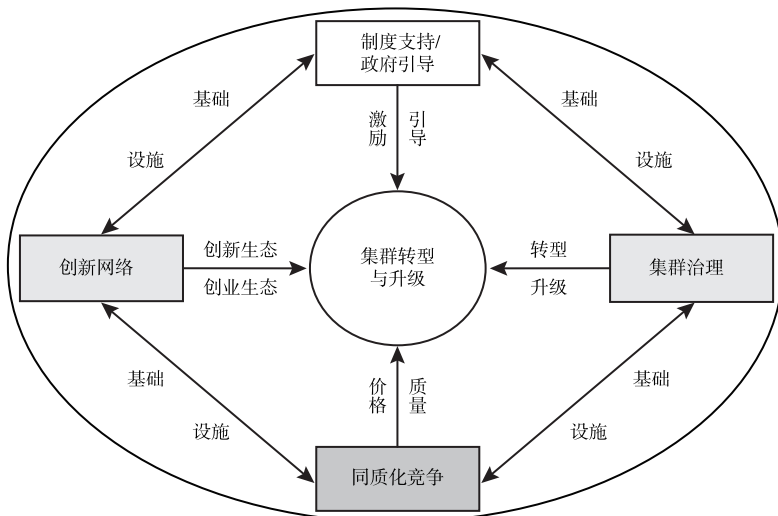 制度支持/
政府引导
基础
基础
激励
引导
设施
设施
创新网络
创新生态
创业生态
集群转型
与升级
转型
升级
集群治理
基础
设施
价格
质量
基础
设施
同质化竞争